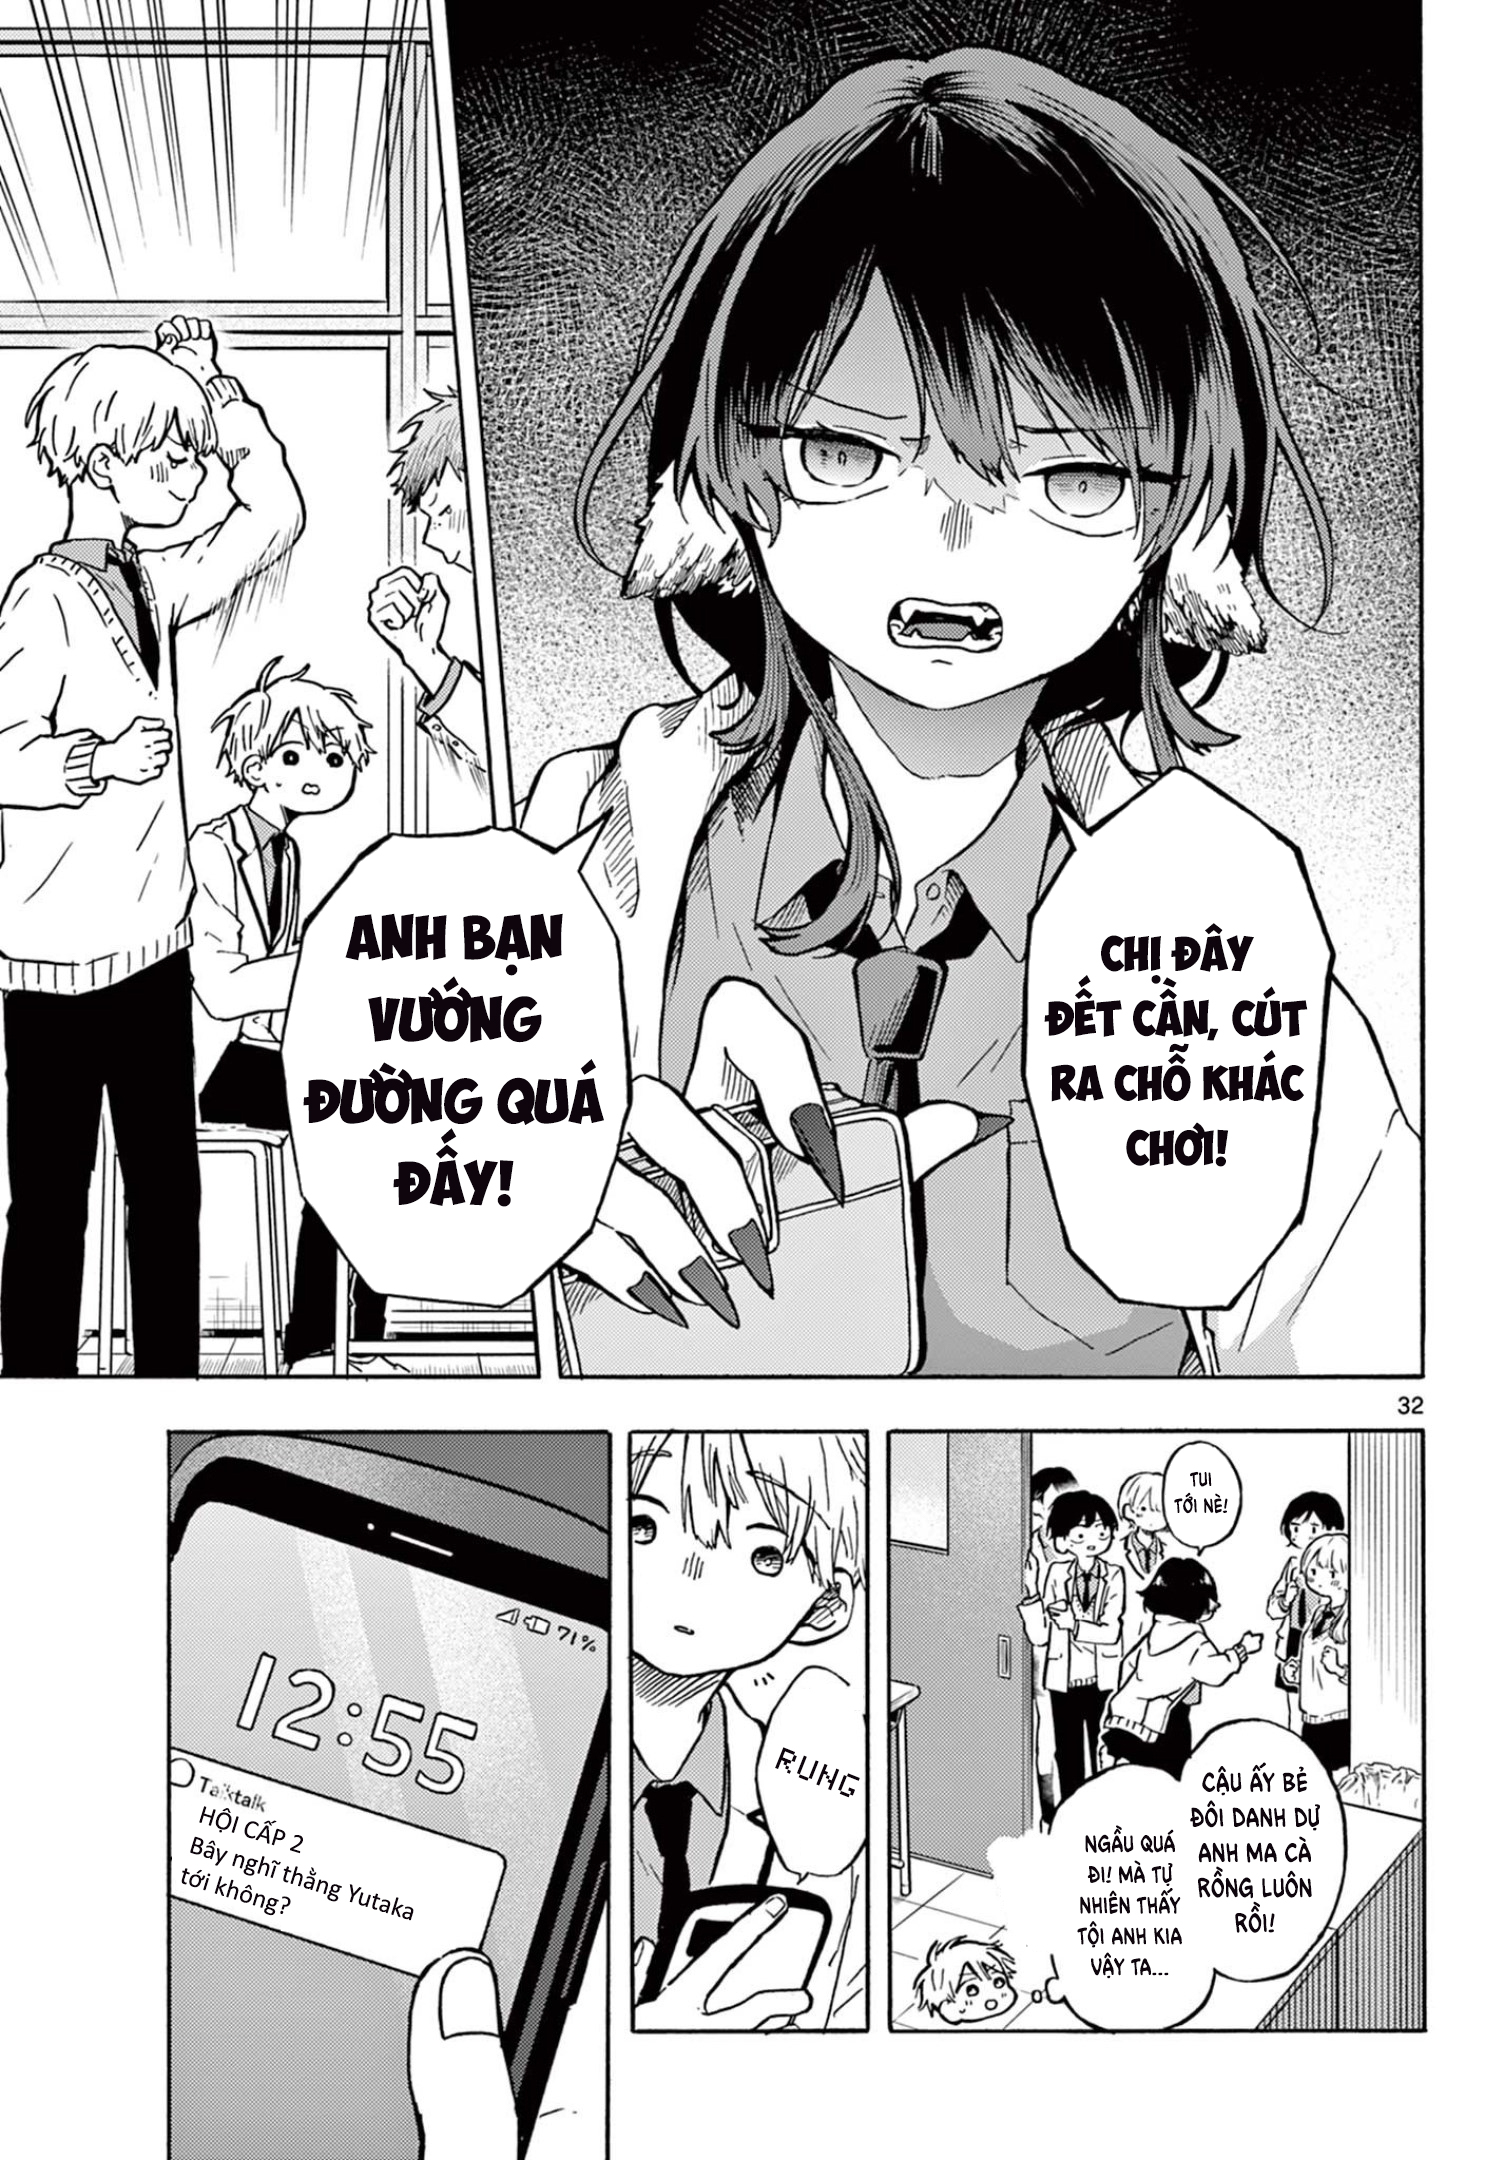 CHỊ ĐÂY
ĐẾT CẦN, CÚT
RA CHỖ KHÁC
CHƠI!
ANH BẠN
VƯỚNG
ĐƯỜNG QUÁ
ĐẤY!
32
TUI
TỚI NÈ!
CẬU ẤY BẺ
ĐÔI DANH DỰ
ANH MA CÀ
RỒNG LUÔN
RỒI!
NGẦU QUÁ
ĐI! MÀ TỰ
NHIÊN THẤY
TỘI ANH KIA
VẬY TA...
RUNG
71%
12:55
Talktalk
HỘI CẤP 2
Bây nghĩ thằng Yutaka
tới không?